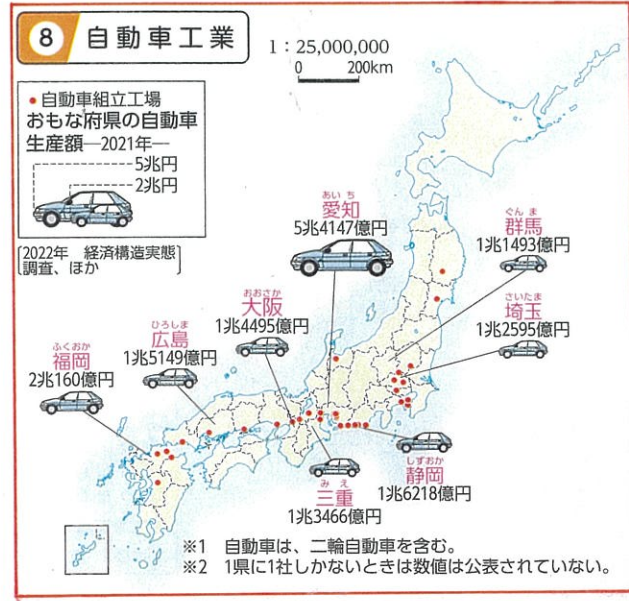 8 自動車工業
1：25,000,000
0 200km
●自動車組立工場
おもな府県の自動車
生産額―2021年―
5兆円
2兆円
2022年 経済構造実態
調査、ほか
あいち
愛知
5兆4147億円
ぐんま
群馬
1兆1493億円
さいたま
埼玉
1兆2595億円
おおさか
大阪
1兆4495億円
ひろしま
広島
1兆5149億円
ふくおか
福岡
2兆160億円
しずおか
静岡
1兆6218億円
みえ
三重
1兆3466億円
※1 自動車は、二輪自動車を含む。
※2 1県に1社しかないときは数値は公表されていない。